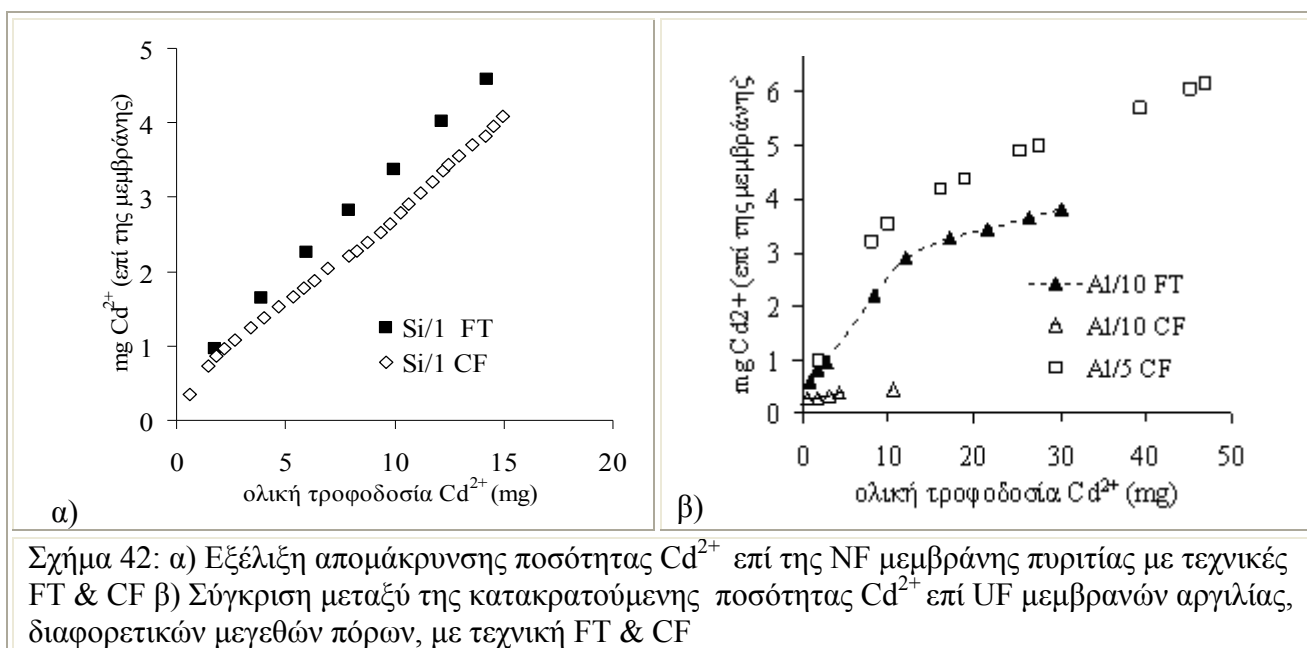 5
4
3
2
1
0
mg Cd2+ (επί της μεμβράνης)
Si/1 FT
Si/1 CF
0 5 10 15 20
ολική τροφοδοσία Cd2+ (mg)
α)
6
5
4
3
2
1
0
mg Cd2+ (επί της μεμβράνης)
Al/10 FT
Al/10 CF
Al/5 CF
0 10 20 30 40 50
ολική τροφοδοσία Cd2+ (mg)
β)
Σχήμα 42: α) Εξέλιξη απομάκρυνσης ποσότητας Cd2+ επί της NF μεμβράνης πυριτίας με τεχνικές
FT & CF β) Σύγκριση μεταξύ της κατακρατούμενης ποσότητας Cd2+ επί UF μεμβρανών αργιλίας,
διαφορετικών μεγεθών πόρων, με τεχνική FT & CF